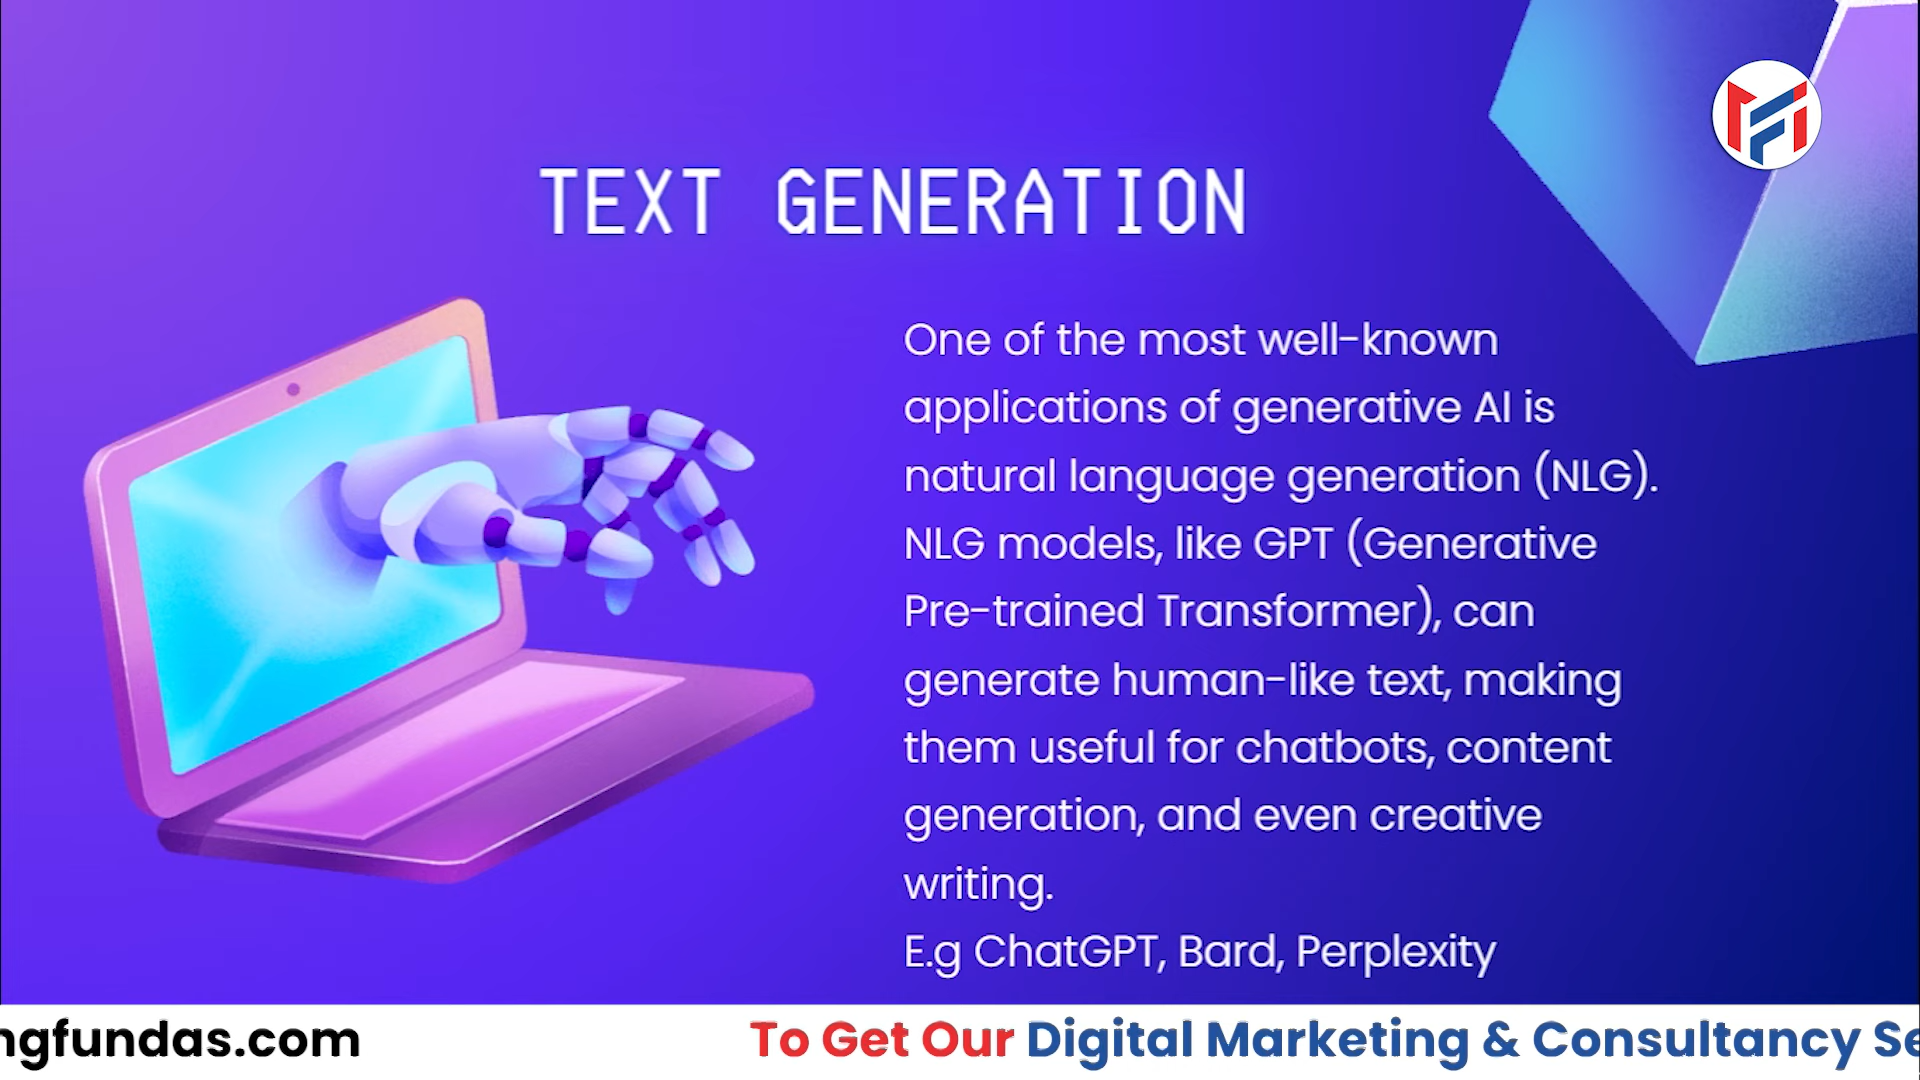 TEXT GENERATION
One of the most well-known
applications of generative AI is
natural language generation (NLG).
NLG models, like GPT (Generative
Pre-trained Transformer), can
generate human-like text, making
them useful for chatbots, content
generation, and even creative
writing.
E.g ChatGPT, Bard, Perplexity
ngfundas.com To Get Our Digital Marketing & Consultancy Se